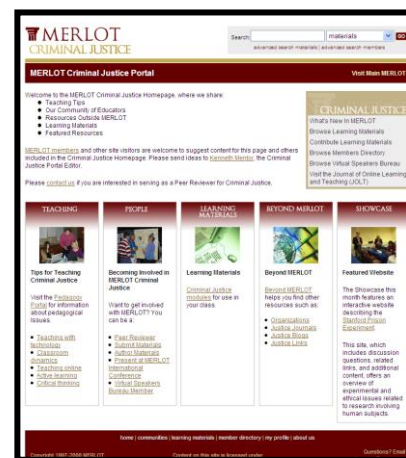 MERLOT
CRIMINAL JUSTICE
Search
materials
GO
advanced search materials | advanced search members
MERLOT Criminal Justice Portal
Visit Main MERLOT
Welcome to the MERLOT Criminal Justice Homepage, where we share:
Teaching Tips
Our Community of Educators
Resources Outside MERLOT
Learning Materials
Featured Resources
MERLOT members and other site visitors are welcome to suggest content for this page and others
included in the Criminal Justice Homepage. Please send ideas to Kenneth Mentor, the Criminal
Justice Portal Editor.
Please contact us if you are interested in serving as a Peer Reviewer for Criminal Justice.
CRIMINAL JUSTICE
What's New In MERLOT
Browse Learning Materials
Contribute Learning Materials
Browse Members Directory
Browse Virtual Speakers Bureau
Visit the Journal of Online Learning
and Teaching (JOLT)
TEACHING
Tips for Teaching
Criminal Justice
Visit the Pedagogy
Portal for information
about pedagogical
issues.
Teaching with
technology
Classroom
dynamics
Teaching online
Active learning
Critical thinking
PEOPLE
Becoming Involved in
MERLOT Criminal
Justice
Want to get involved
with MERLOT? You
can be a:
Peer Reviewer
Submit Materials
Author Materials
Present at MERLOT
International
Conference
Virtual Speakers
Bureau Member
LEARNING
MATERIALS
Learning Materials
Criminal Justice
modules for use in
your class.
BEYOND MERLOT
Beyond MERLOT
Beyond MERLOT
helps you find other
resources such as:
Organizations
Justice Journals
Justice Blogs
Justice Links
SHOWCASE
Featured Website
The Showcase this
month features an
interactive website
describing the
Stanford Prison
Experiment.
This site, which
includes discussion
questions, related
links, and additional
content, offers an
overview of
experimental and
ethical issues related
to research involving
human subjects.
home | communities | learning materials | member directory | my profile | about us
Copyright 1997-2008 MERLOT
Content on this site is licensed under
Questions? Email